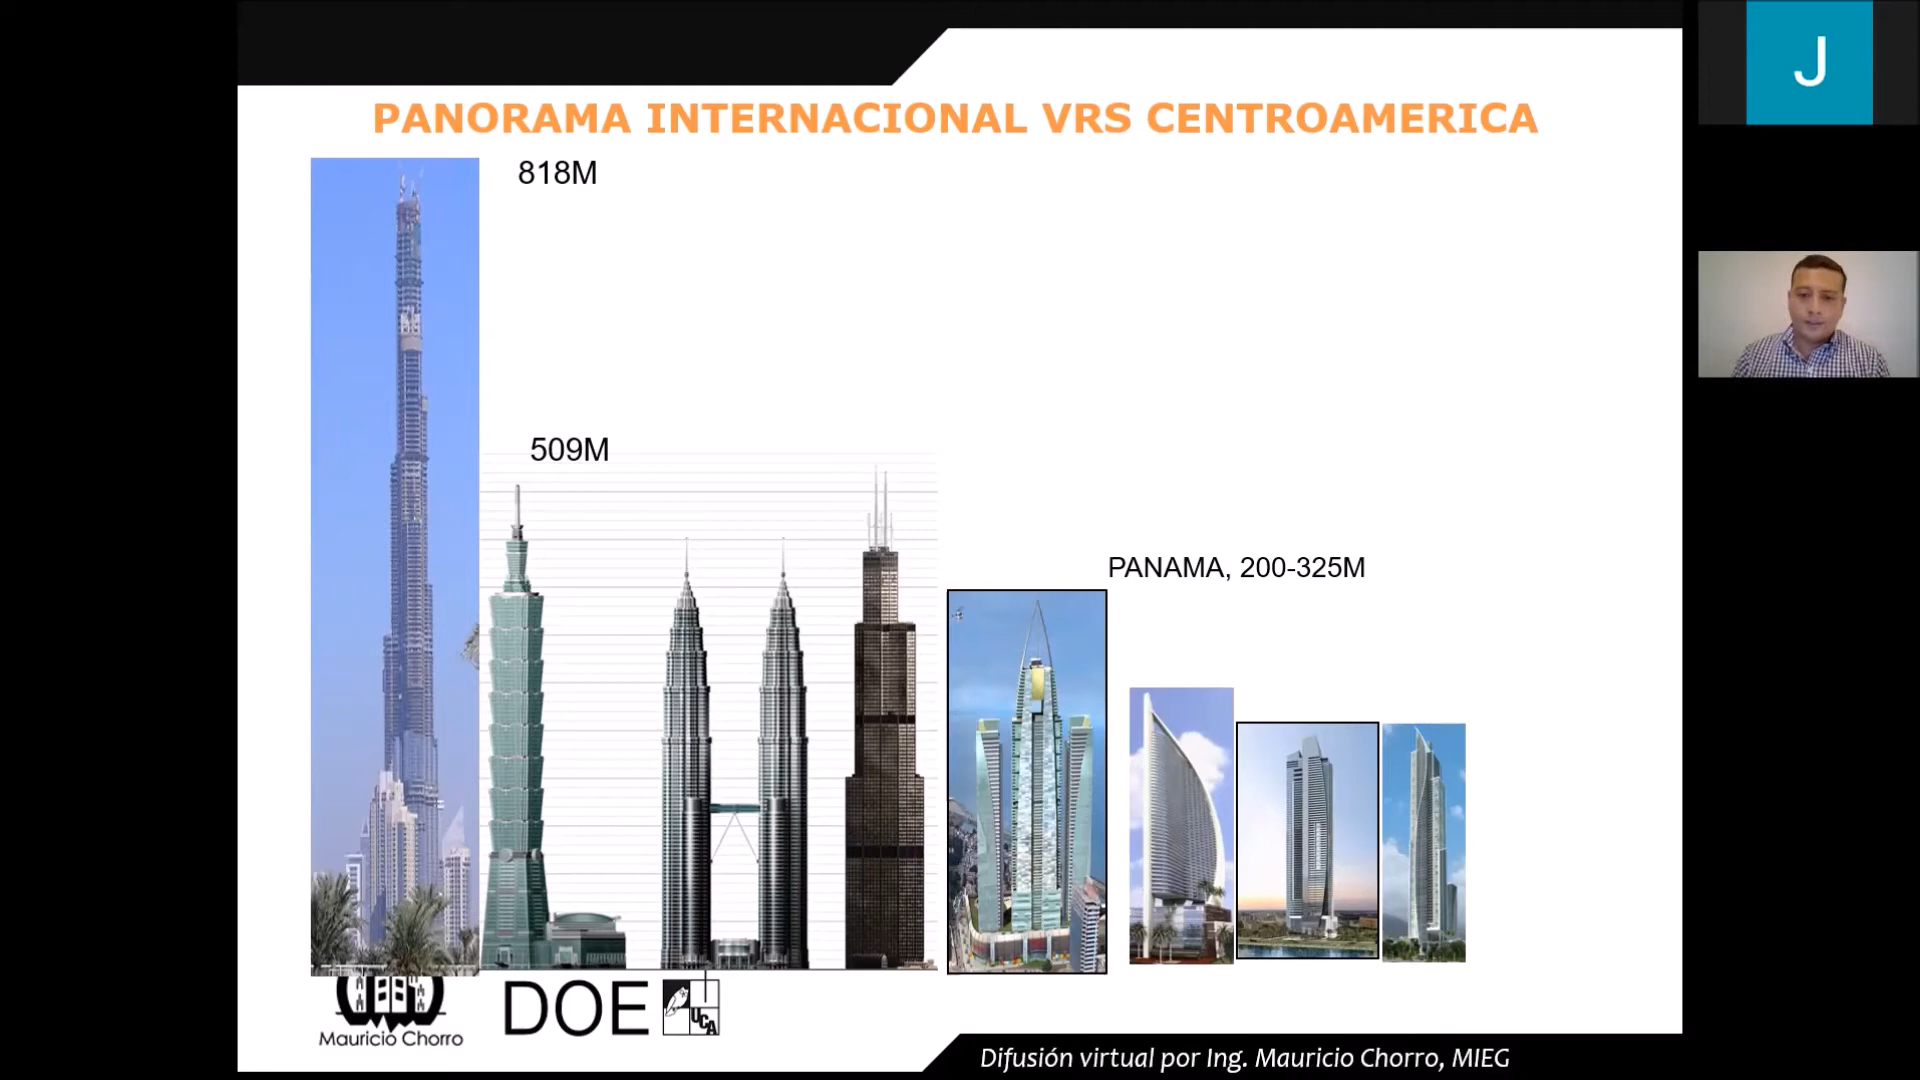 PANORAMA INTERNACIONAL VRS CENTROAMERICA
J
818M
509M
PANAMA, 200-325M
DOE
UCA
Mauricio Chorro
Difusión virtual por Ing. Mauricio Chorro, MIEG